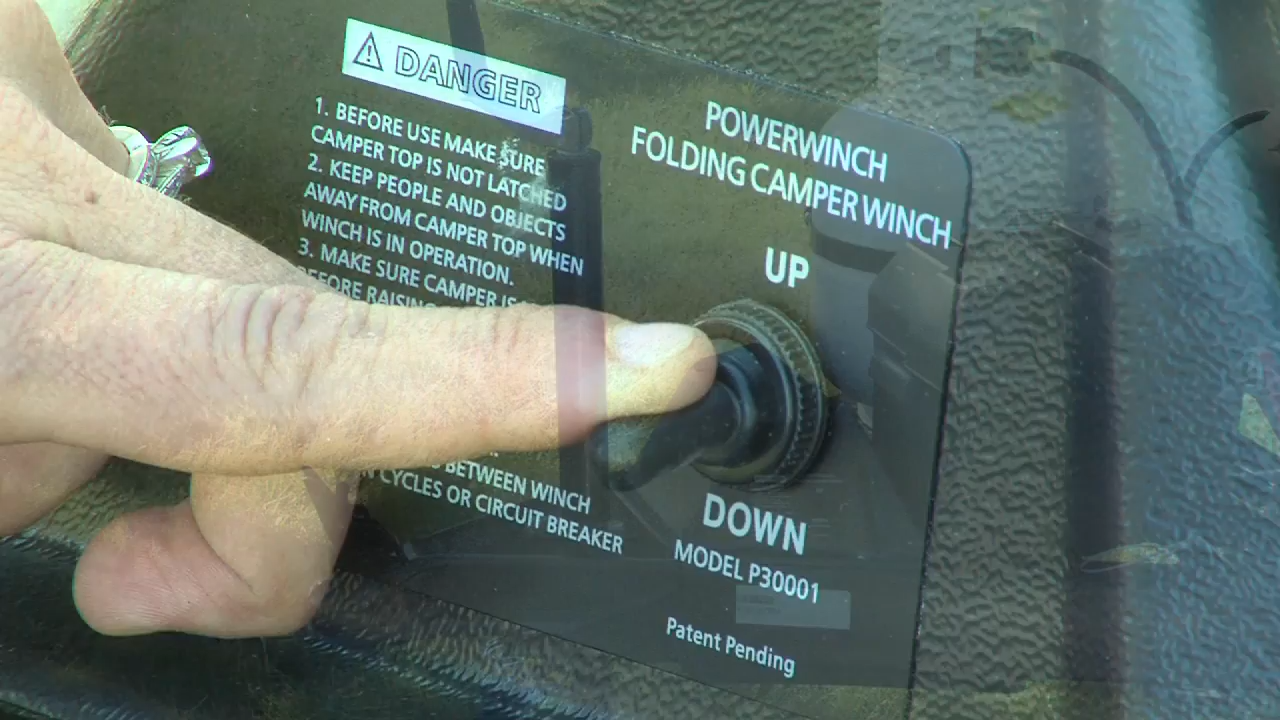 DANGER
1. BEFORE USE MAKE SURE
CAMPER TOP IS NOT LATCHED
2. KEEP PEOPLE AND OBJECTS
AWAY FROM CAMPER TOP WHEN
WINCH IS IN OPERATION.
3. MAKE SURE CAMPER IS
BEFORE RAISING
BETWEEN WINCH
CYCLES OR CIRCUIT BREAKER
POWERWINCH
FOLDING CAMPER WINCH
UP
DOWN
MODEL P30001
Patent Pending